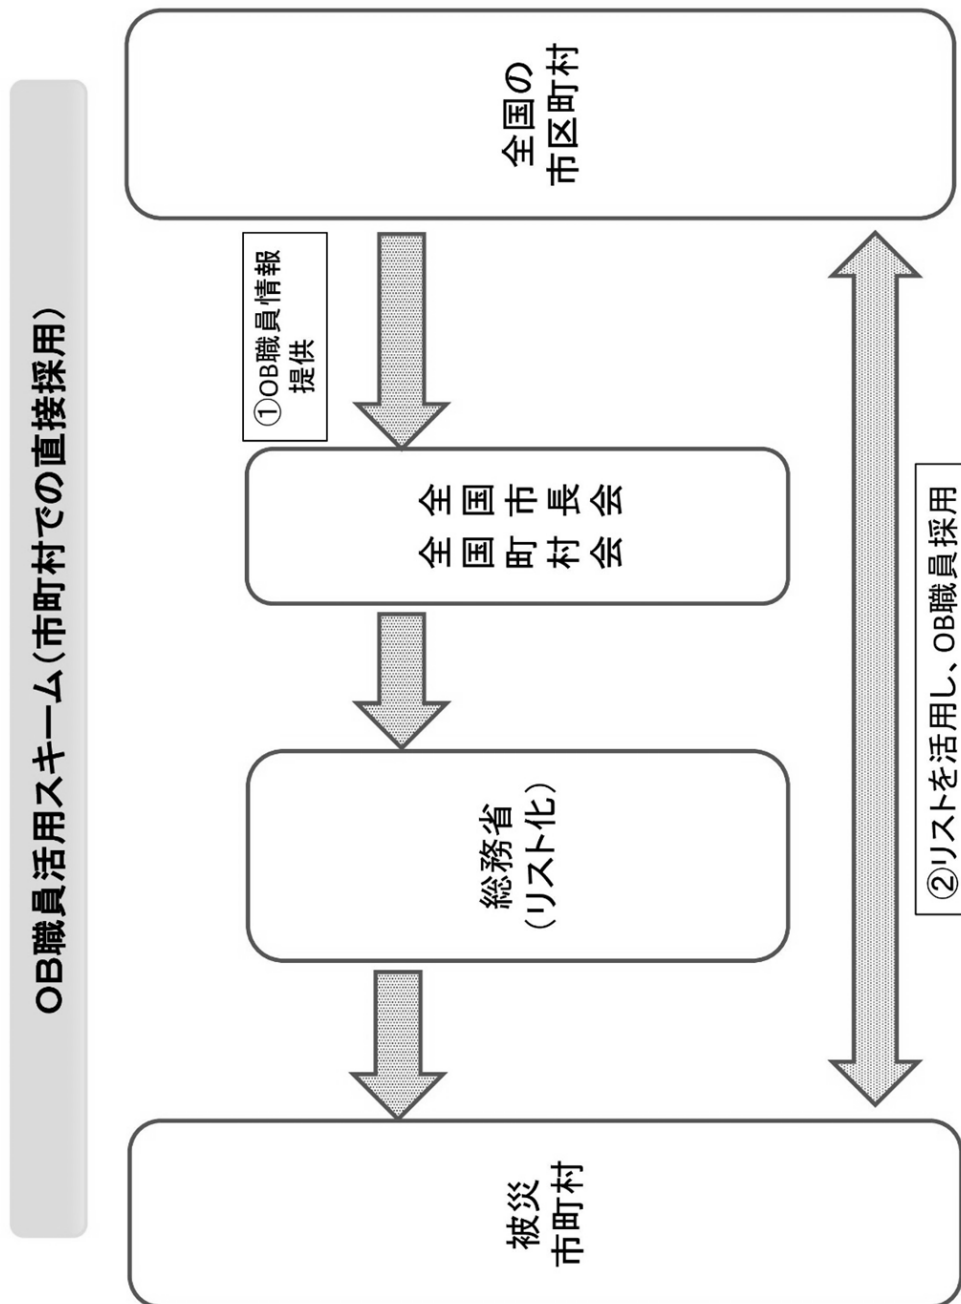 OB職員活用スキーム（市町村での直接採用）
被災
市町村
総務省
（リスト化）
全国市長会
全国町村会
①OB職員情報
提供
全国の
市区町村
②リストを活用し、OB職員採用